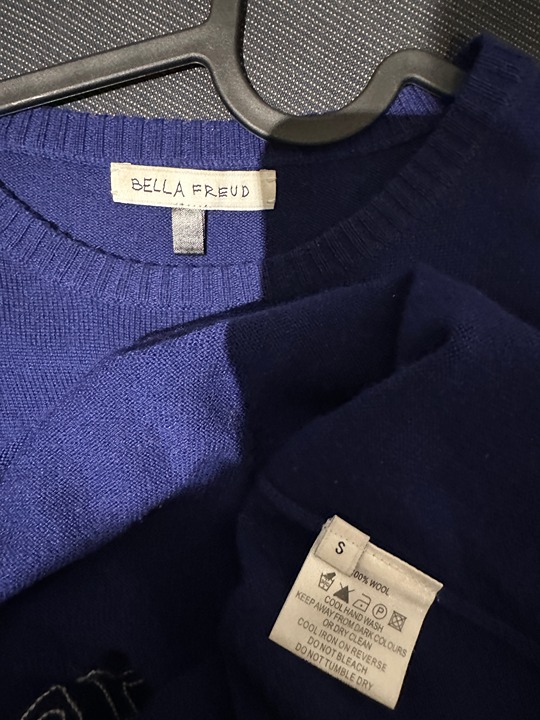 BELLA FREUD
S
00% WOOL
P
COOL HAND WASH
KEEP AWAY FROM DARK COLOURS
OR DRY CLEAN
COOL IRON ON REVERSE
DO NOT BLEACH
DO NOT TUMBLE DRY